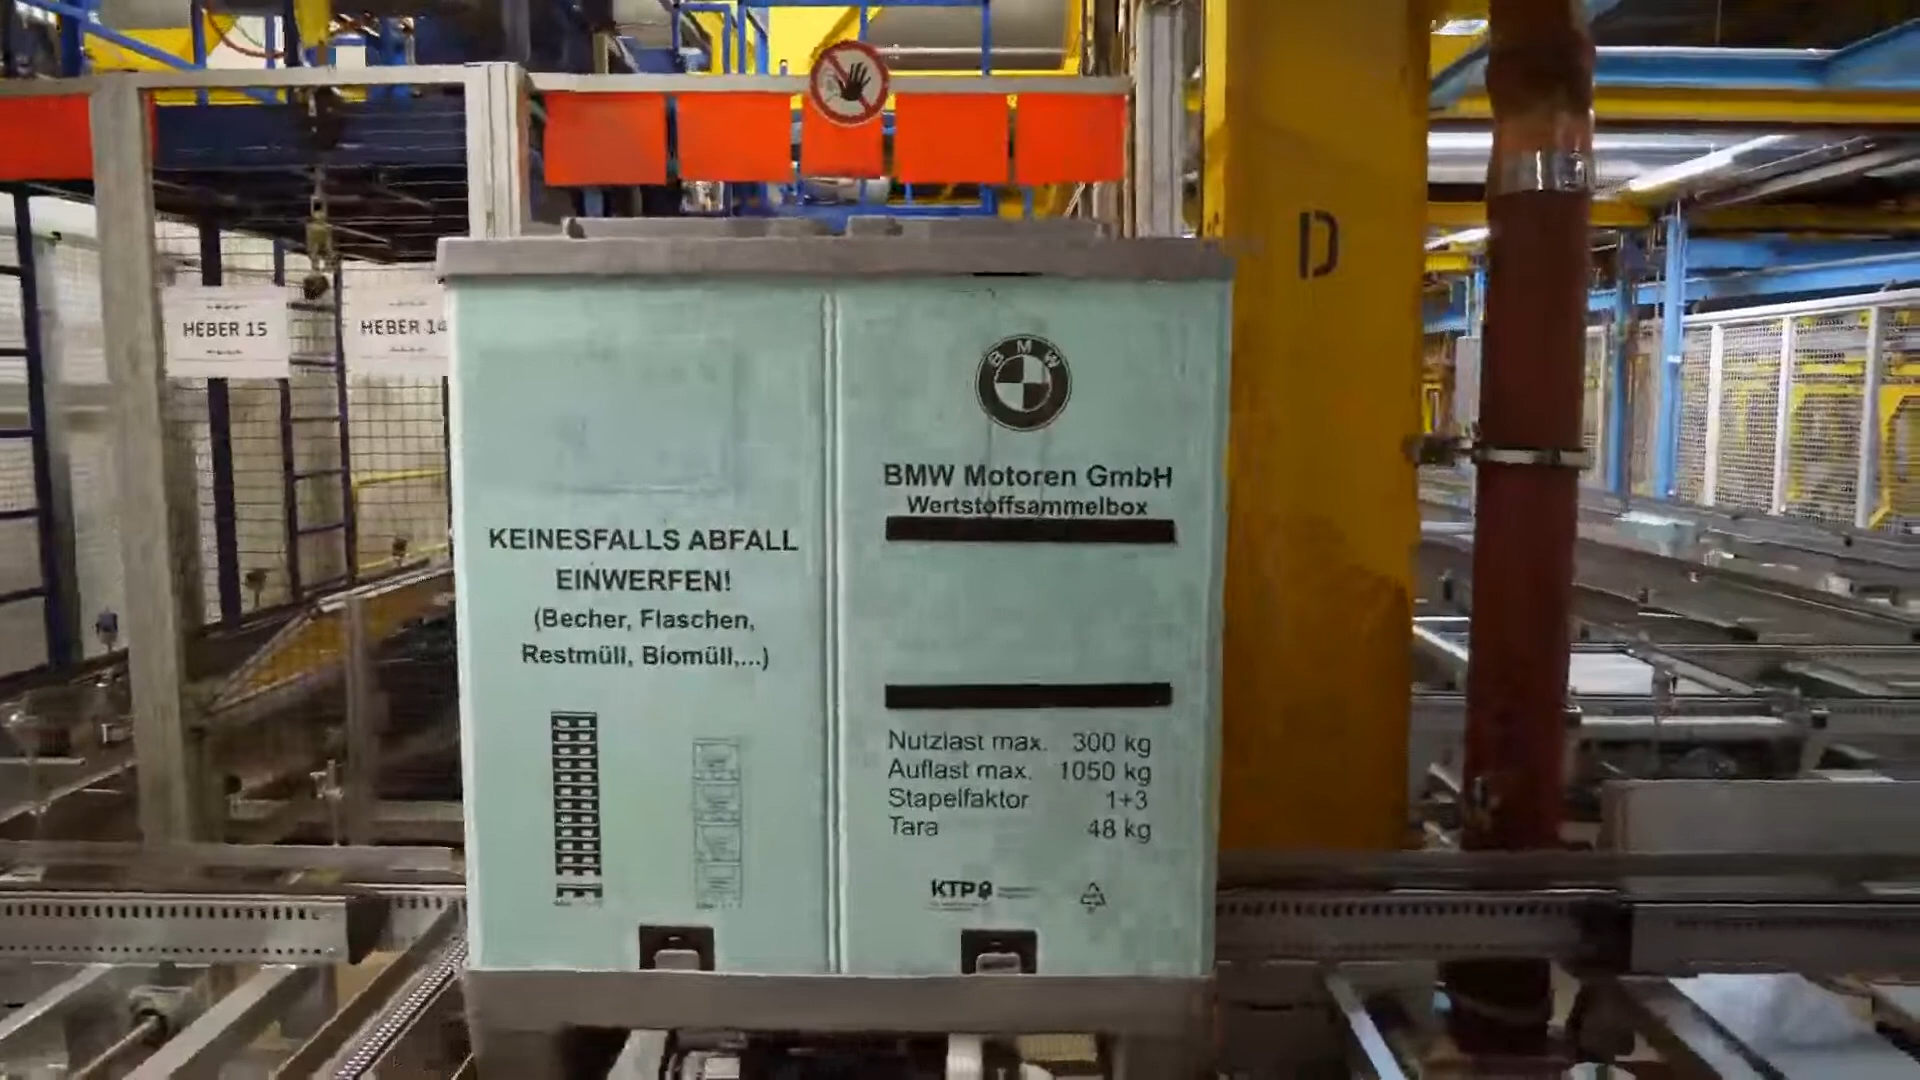 D
HEBER 15
HEBER 14
BMW
BMW Motoren GmbH
Wertstoffsammelbox
KEINESFALLS ABFALL
EINWERFEN!
(Becher, Flaschen,
Restmüll, Biomüll,...)
Nutzlast max. 300 kg
Auflast max. 1050 kg
Stapelfaktor 1+3
Tara 48 kg
KTP